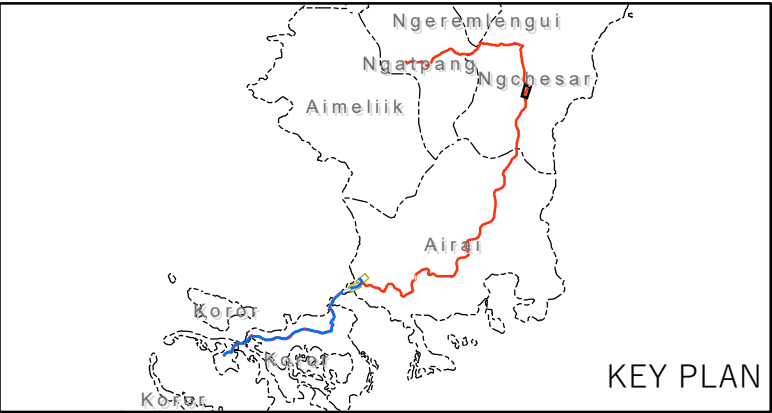 Ngeremlengui
Ngatpang
Ngchesar
Aimeliik
Airai
Koror
Koror
KEY PLAN
Koror